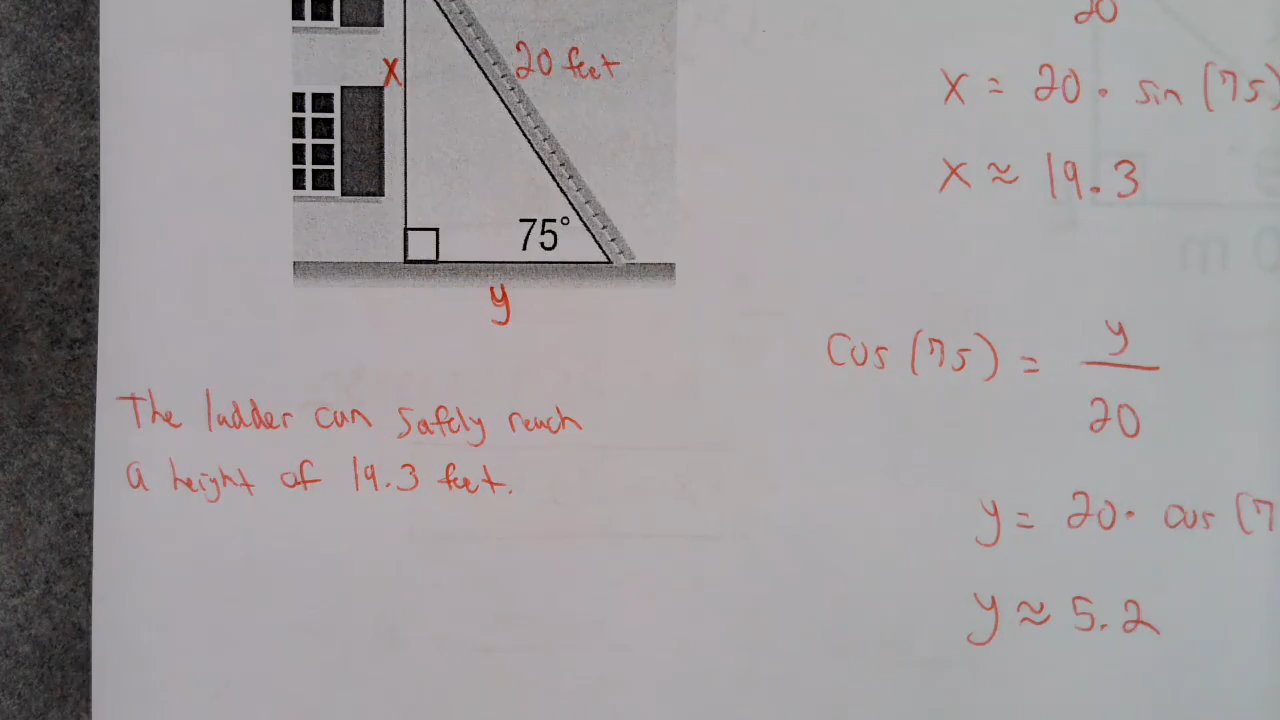 20
x
20 feet
x = 20 · sin (75)
x ≈ 19.3
75°
y
cos (75) = y
20
The ladder can safely reach
a height of 19.3 feet.
y = 20 · cos (7
y ≈ 5.2